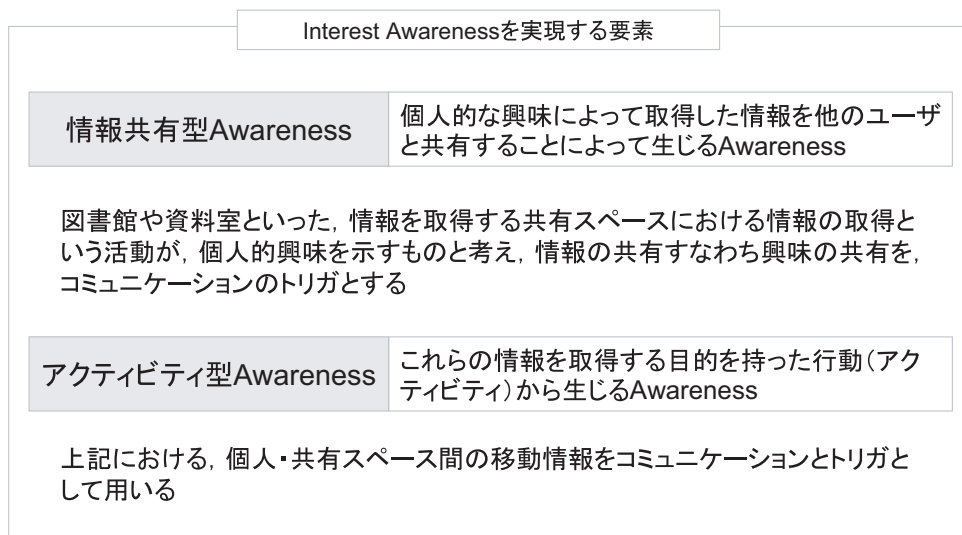 Interest Awarenessを実現する要素
情報共有型Awareness
個人的な興味によって取得した情報を他のユーザ
と共有することによって生じるAwareness
図書館や資料室といった，情報を取得する共有スペースにおける情報の取得と
いう活動が，個人的興味を示すものと考え，情報の共有すなわち興味の共有を，
コミュニケーションのトリガとする
アクティビティ型Awareness
これらの情報を取得する目的を持った行動（アク
ティビティ）から生じるAwareness
上記における，個人・共有スペース間の移動情報をコミュニケーションとトリガと
して用いる